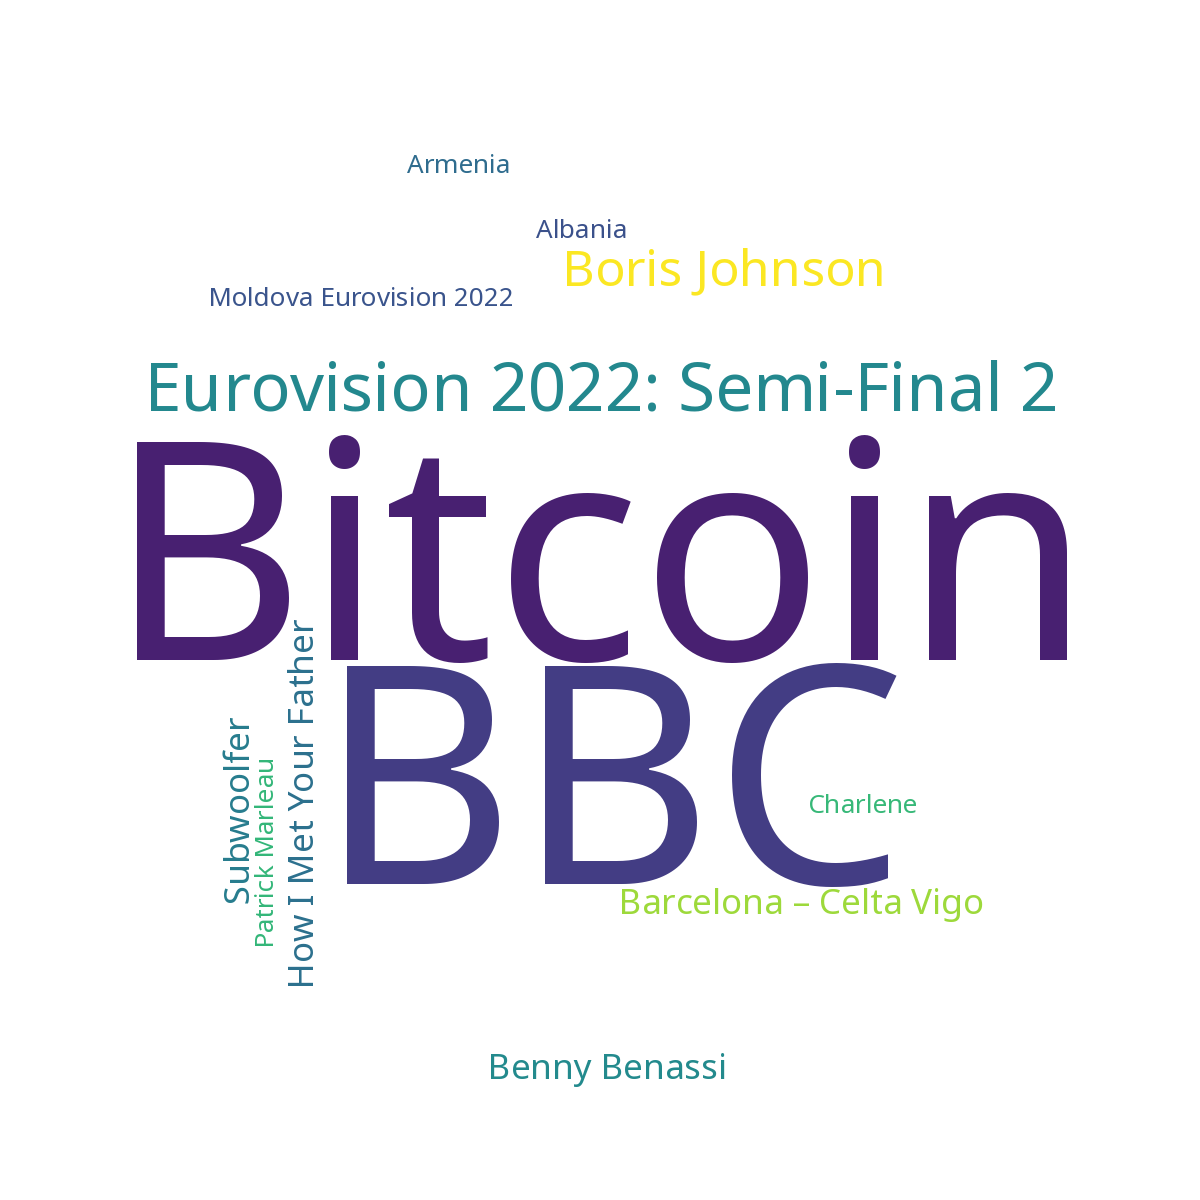 Armenia
Albania
Boris Johnson
Moldova Eurovision 2022
Eurovision 2022: Semi-Final 2
Bitcoin
BBC
How I Met Your Father
Subwoolfer
Patrick Marleau
Charlene
Barcelona – Celta Vigo
Benny Benassi